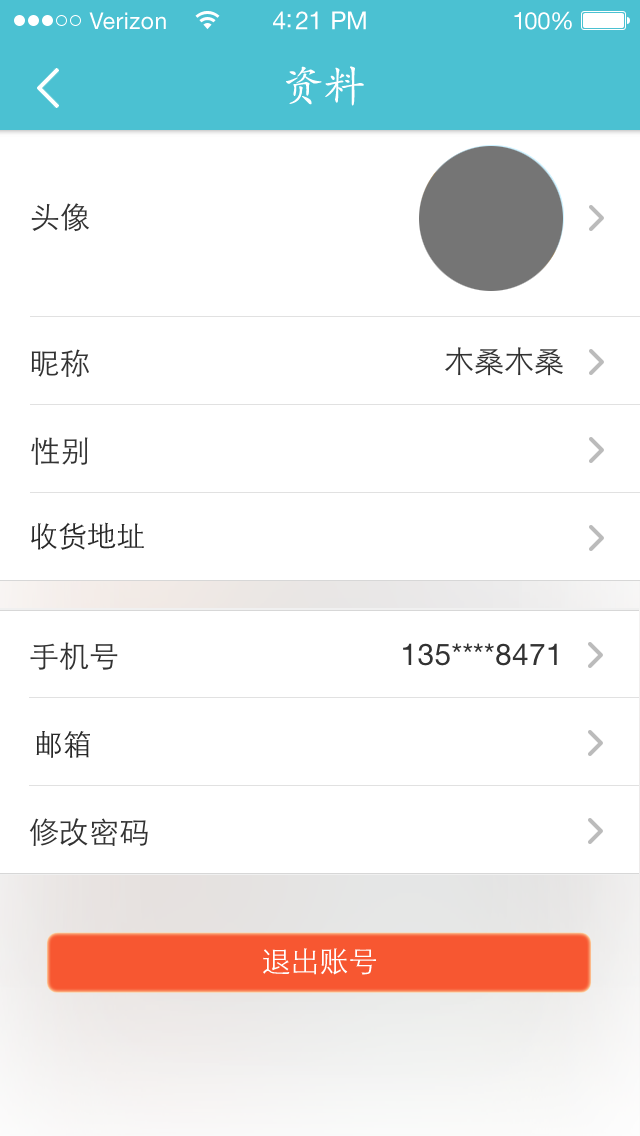 Verizon 4:21 PM 100%
资料
头像
昵称 木桑木桑
性别
收货地址
手机号 135****8471
邮箱
修改密码
退出账号